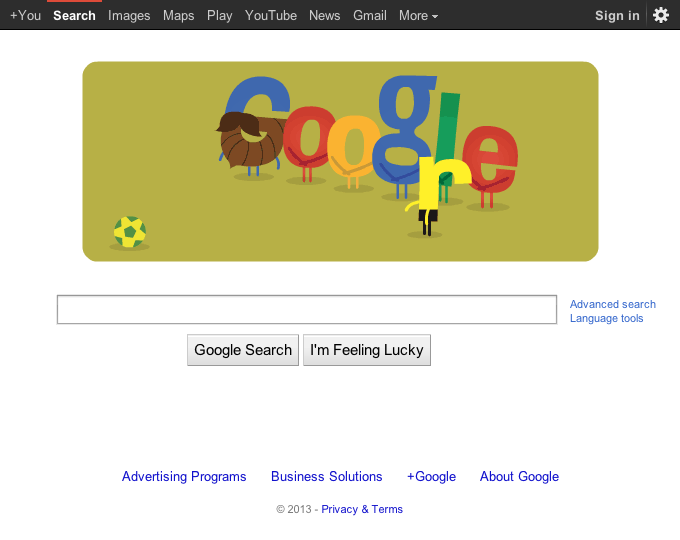 +You Search Images Maps Play YouTube News Gmail More Sign in
Google
r
Advanced search
Language tools
Google Search I'm Feeling Lucky
Advertising Programs Business Solutions +Google About Google
© 2013 - Privacy & Terms